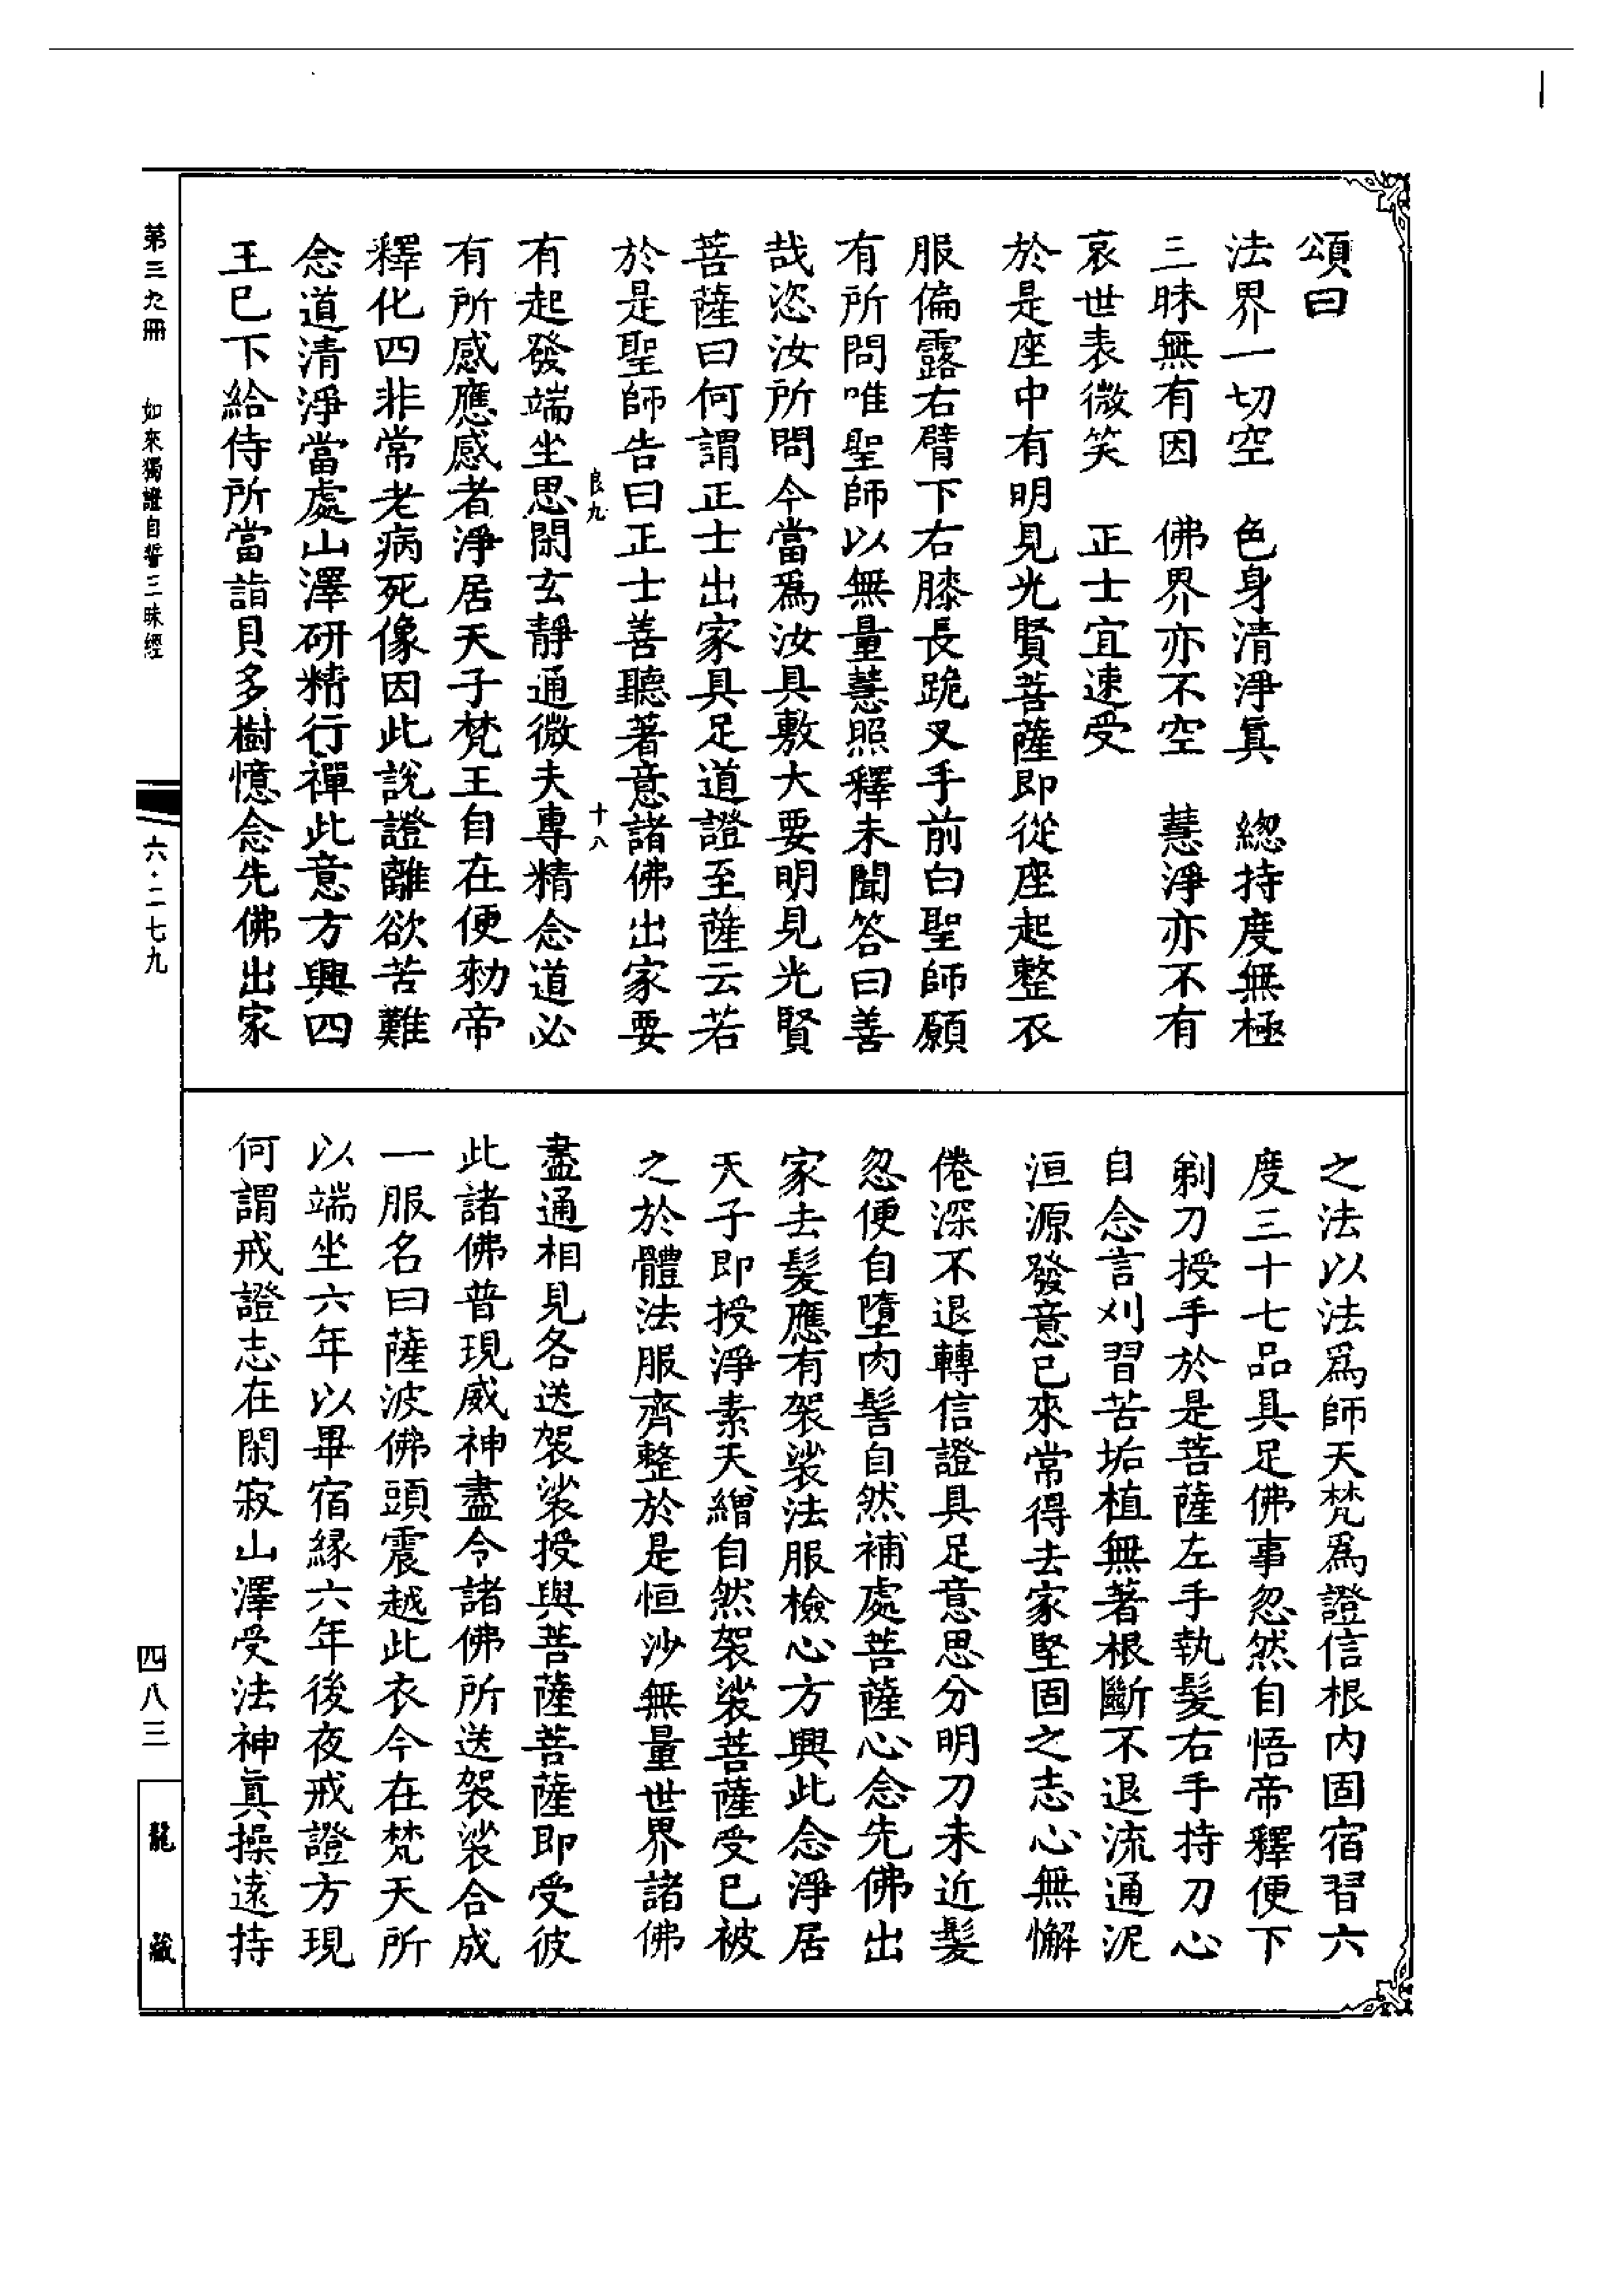 頌曰
法界一切空　色身清淨真　緫持度無極
三昧無有因　佛界亦不空　慧淨亦不有
哀世表微笑　正士宜速受
於是座中有明見光賢菩薩即從座起整衣
服偏露右臂下右膝長跪叉手前白聖師願
有所問唯聖師以無量慧照釋未聞答曰善
哉恣汝所問今當爲汝具敷大要明見光賢
菩薩曰何謂正士出家具足道證至薩云若
於是聖師告曰正士善聽著意諸佛出家要
良九
十八
有起發端坐思閑玄靜通微夫專精念道必
有所感應感者淨居天子梵王自在便勑帝
釋化四非常老病死像因此說證離欲苦難
念道清淨當處山澤研精行禪此意方興四
王已下給侍所當詣貝多樹憶念先佛出家
之法以法爲師天梵爲證信根內固宿習六
度三十七品具足佛事忽然自悟帝釋便下
剃刀授手於是菩薩左手執髮右手持刀心
自念言刈習苦垢植無著根斷不退流通泥
洹源發意已來常得去家堅固之志心無懈
倦深不退轉信證具足意思分明刀未近髮
忽便自墮肉髻自然補處菩薩心念先佛出
家去髮應有袈裟法服檢心方興此念淨居
天子即授淨素天繒自然袈裟菩薩受已被
之於體法服齊整於是恒沙無量世界諸佛
盡通相見各送袈裟授與菩薩菩薩即受彼
此諸佛普現威神盡令諸佛所送袈裟合成
一服名曰薩波佛頭震越此衣今在梵天所
以端坐六年以畢宿緣六年後夜戒證方現
何謂戒證志在閑寂山澤受法神真操遠持
第三九冊　如來獨證自誓三昧經
六·二七九
四八三
龍藏